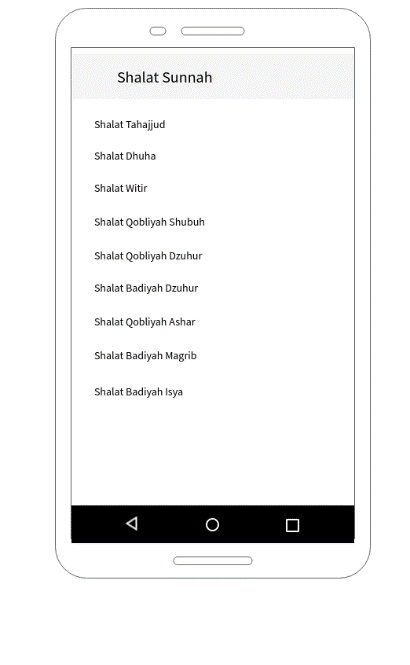 Shalat Sunnah
Shalat Tahajjud
Shalat Dhuha
Shalat Witir
Shalat Qobliyah Shubuh
Shalat Qobliyah Dzuhur
Shalat Badiyah Dzuhur
Shalat Qobliyah Ashar
Shalat Badiyah Magrib
Shalat Badiyah Isya